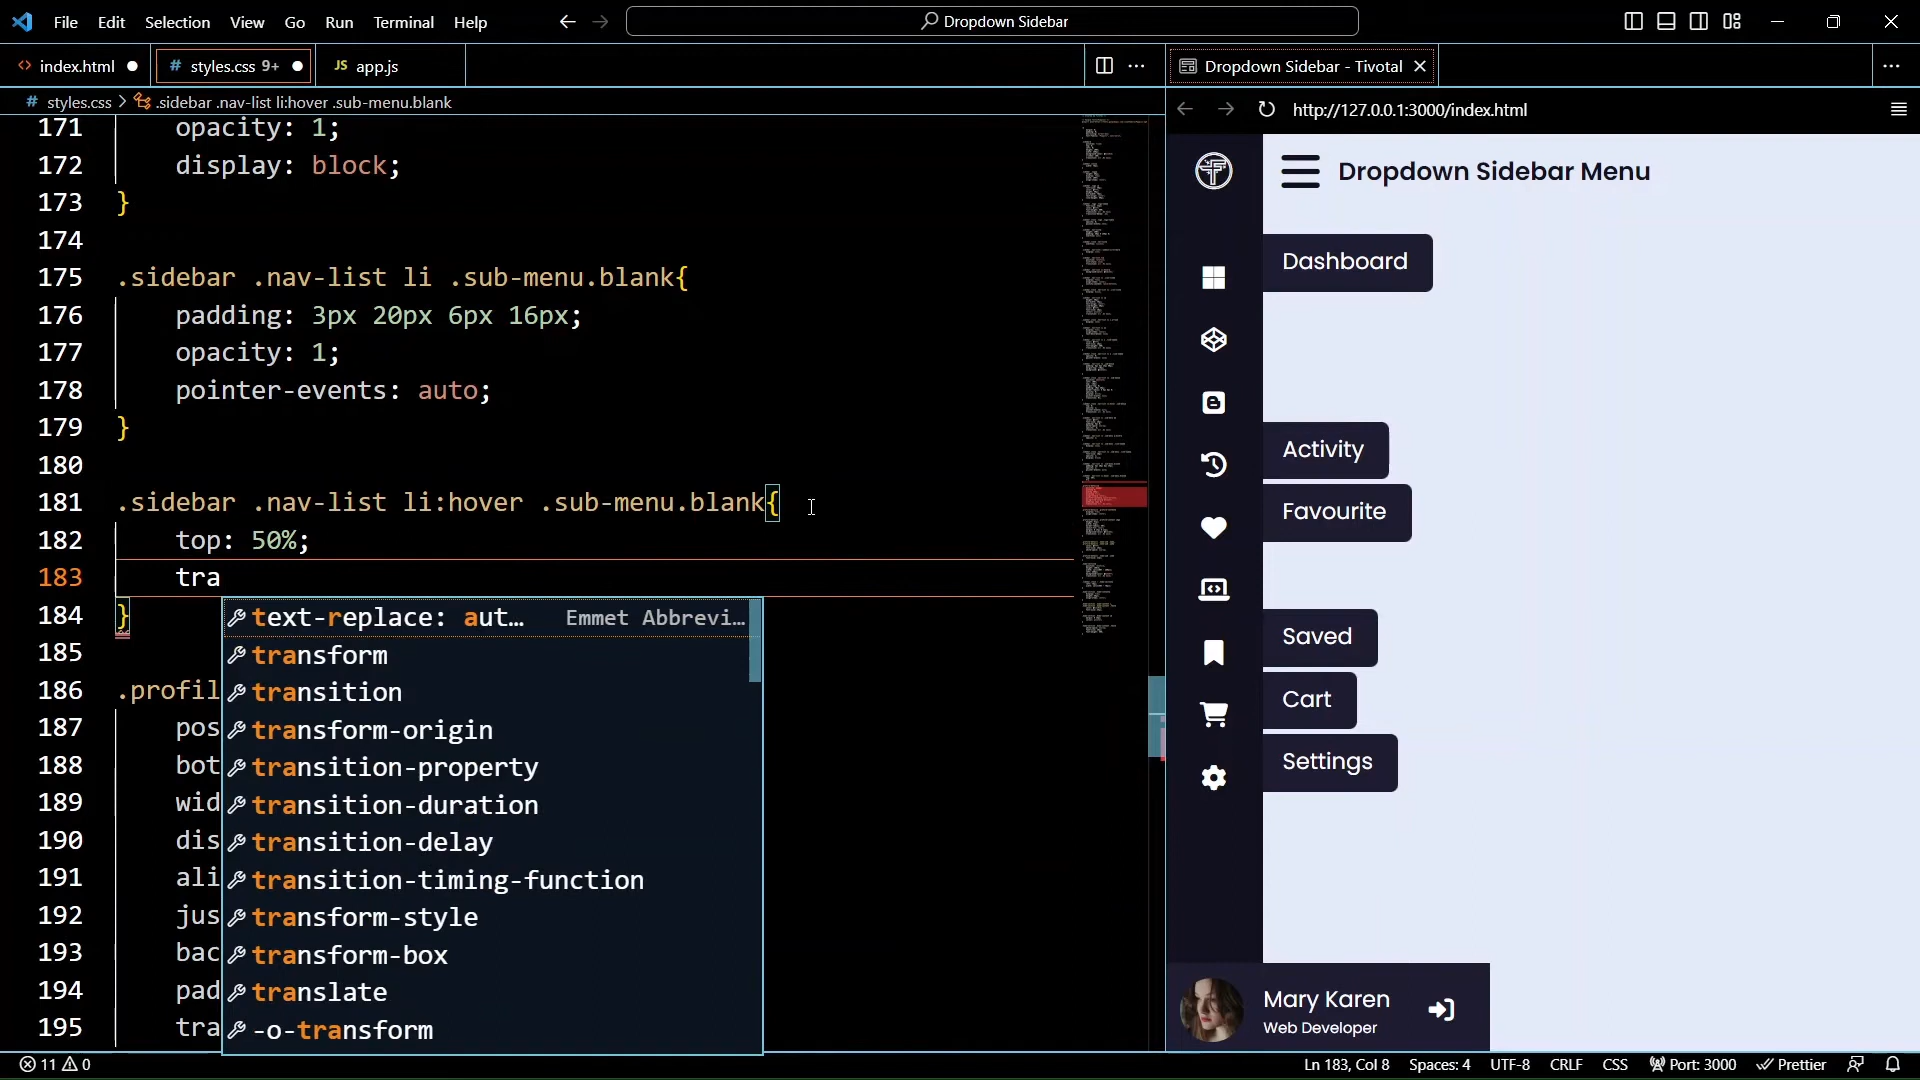 File Edit Selection View Go Run Terminal Help
Dropdown Sidebar
<> index.html
# styles.css 9+
JS app.js
Dropdown Sidebar - Tivotal
# styles.css > .sidebar .nav-list li:hover .sub-menu.blank
http://127.0.0.1:3000/index.html
171 opacity: 1;
172 display: block;
173 }
174
175 .sidebar .nav-list li .sub-menu.blank{
176 padding: 3px 20px 6px 16px;
177 opacity: 1;
178 pointer-events: auto;
179 }
180
181 .sidebar .nav-list li:hover .sub-menu.blank{
182 top: 50%;
183 tra
184 }
185
186 .profil
187 pos
188 bot
189 wid
190 dis
191 ali
192 jus
193 bac
194 pad
195 tra
text-replace: aut… Emmet Abbrevi…
transform
transition
transform-origin
transition-property
transition-duration
transition-delay
transition-timing-function
transform-style
transform-box
translate
-o-transform
Dropdown Sidebar Menu
Dashboard
Activity
Favourite
Saved
Cart
Settings
Mary Karen
Web Developer
11 0
Ln 183, Col 8 Spaces: 4 UTF-8 CRLF CSS Port: 3000 Prettier